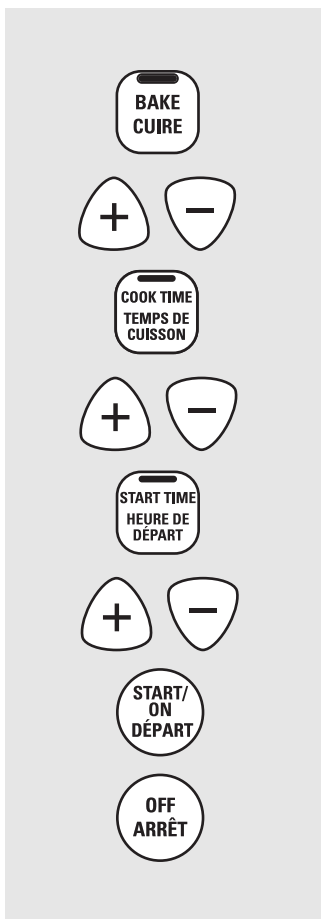 BAKE
CUIRE
+ −
COOK TIME
TEMPS DE
CUISSON
+ −
START TIME
HEURE DE
DÉPART
+ −
START/
ON
DÉPART
OFF
ARRÊT